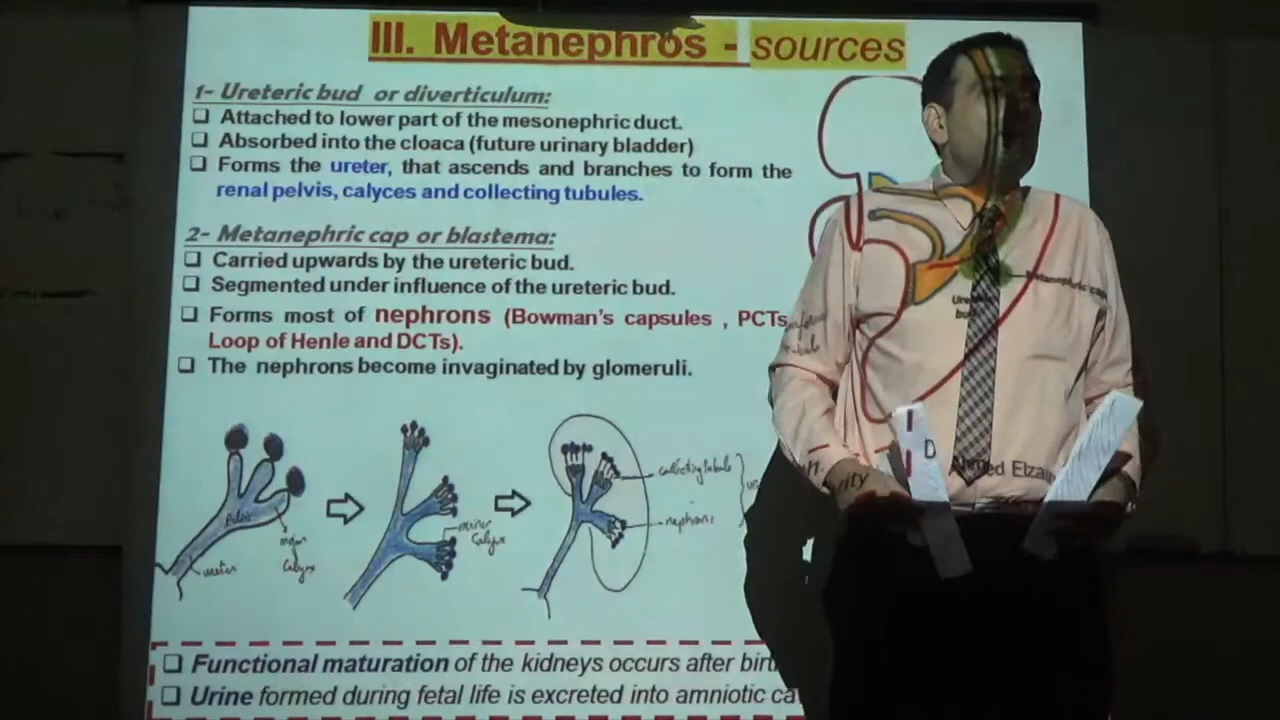 III. Metanephros - sources
1- Ureteric bud or diverticulum:
❑ Attached to lower part of the mesonephric duct.
❑ Absorbed into the cloaca (future urinary bladder)
❑ Forms the ureter, that ascends and branches to form the
renal pelvis, calyces and collecting tubules.
2- Metanephric cap or blastema:
❑ Carried upwards by the ureteric bud.
❑ Segmented under influence of the ureteric bud.
❑ Forms most of nephrons (Bowman's capsules , PCTs
Loop of Henle and DCTs).
❑ The nephrons become invaginated by glomeruli.
Metanephric cap
bud
Pelvis
ureter
major
Calyx
minor
Calyx
collecting tubule
nephrons
❑ Functional maturation of the kidneys occurs after birt
❑ Urine formed during fetal life is excreted into amniotic ca